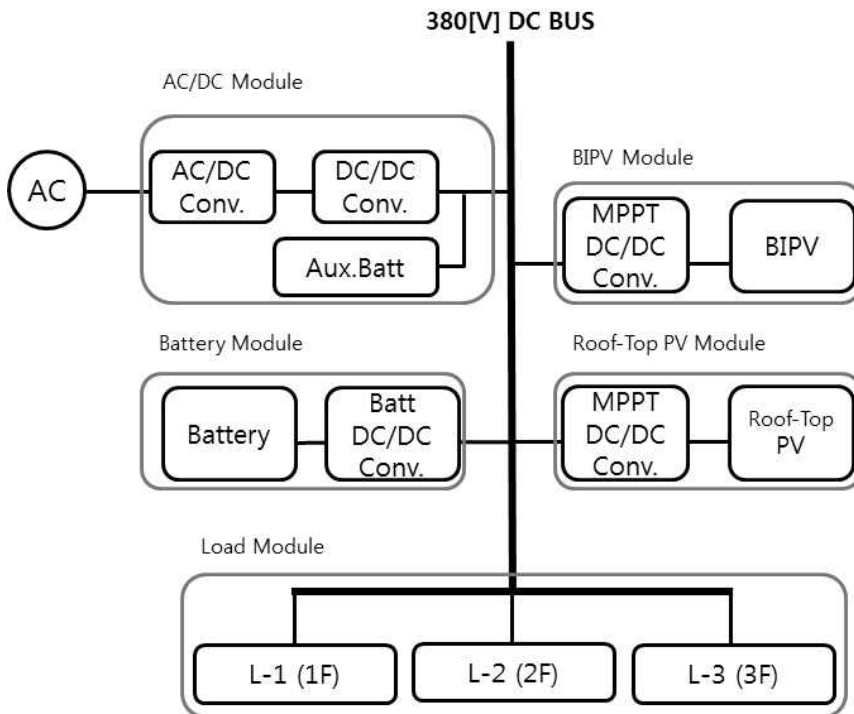 380[V] DC BUS
AC/DC Module
AC
AC/DC
Conv.
DC/DC
Conv.
Aux.Batt
BIPV Module
MPPT
DC/DC
Conv.
BIPV
Battery Module
Battery
Batt
DC/DC
Conv.
Roof-Top PV Module
MPPT
DC/DC
Conv.
Roof-Top
PV
Load Module
L-1 (1F)
L-2 (2F)
L-3 (3F)